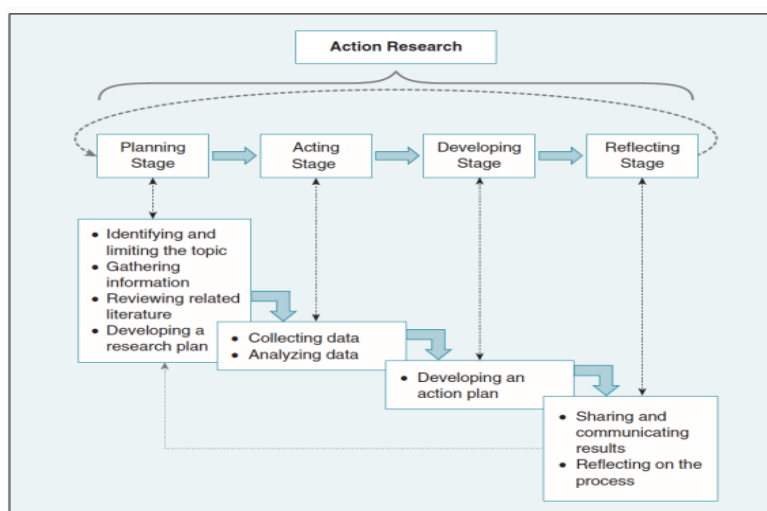 Action Research
Planning
Stage
Acting
Stage
Developing
Stage
Reflecting
Stage
• Identifying and
limiting the topic
• Gathering
information
• Reviewing related
literature
• Developing a
research plan
• Collecting data
• Analyzing data
• Developing an
action plan
• Sharing and
communicating
results
• Reflecting on the
process